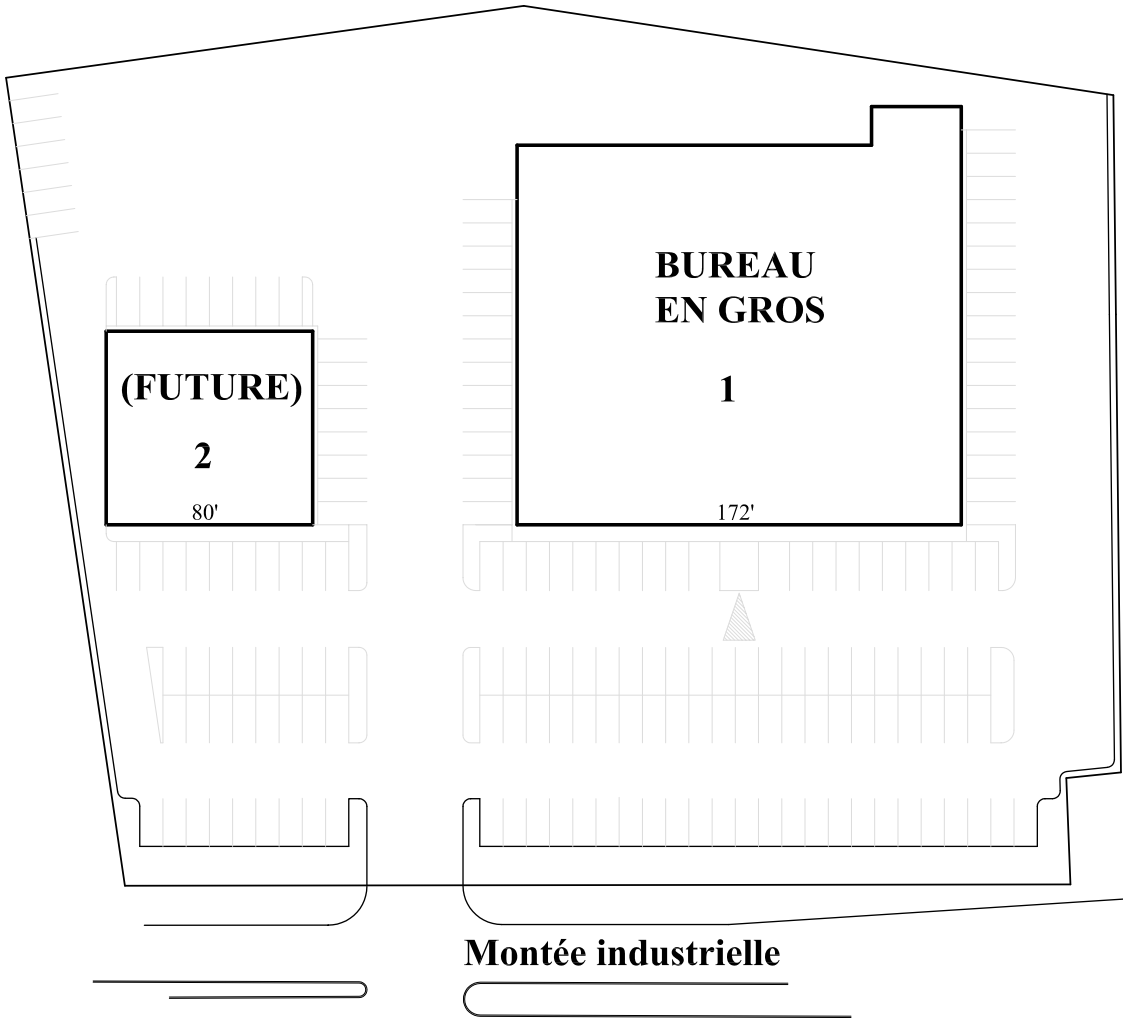 BUREAU
EN GROS
1
172'
(FUTURE)
2
80'
Montée industrielle